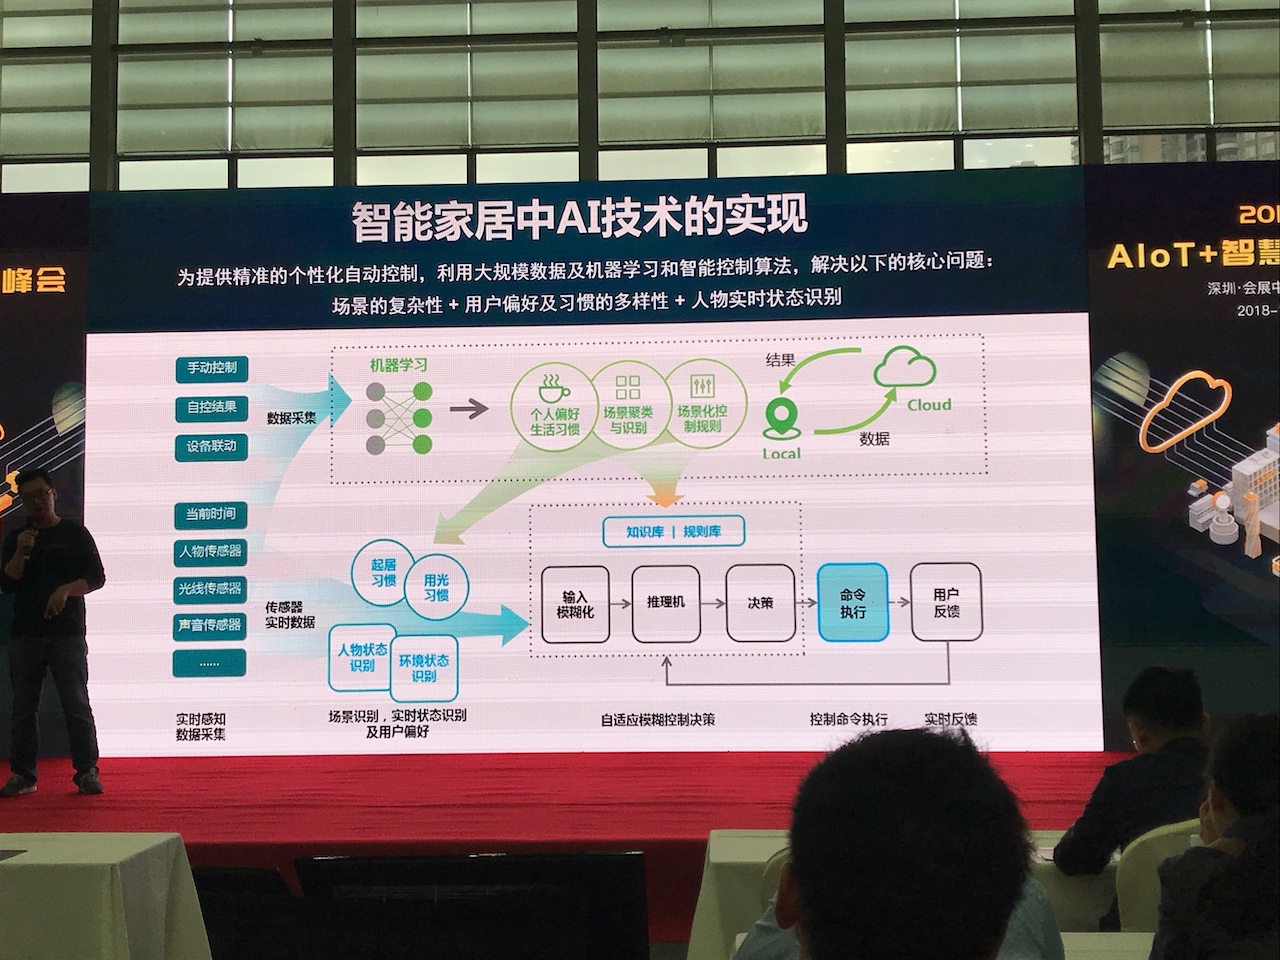 智能家居中AI技术的实现
为提供精准的个性化自动控制，利用大规模数据及机器学习和智能控制算法，解决以下的核心问题：
场景的复杂性 + 用户偏好及习惯的多样性 + 人物实时状态识别
峰会
201
AIoT+智慧
深圳·会展中
2018-
手动控制
自控结果
设备联动
数据采集
机器学习
个人偏好
生活习惯
场景聚类
与识别
场景化控
制规则
结果
Cloud
数据
Local
当前时间
人物传感器
光线传感器
声音传感器
......
传感器
实时数据
起居
习惯
用光
习惯
人物状态
识别
环境状态
识别
知识库 | 规则库
输入
模糊化
推理机
决策
命令
执行
用户
反馈
实时感知
数据采集
场景识别，实时状态识别
及用户偏好
自适应模糊控制决策
控制命令执行
实时反馈